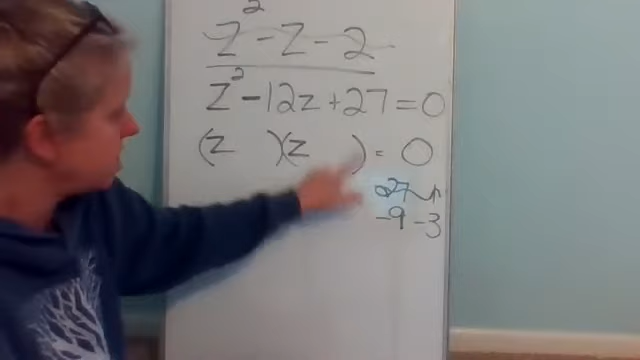 z² - z - 2
z² - 12z + 27 = 0
(z )(z ) = 0
27
-9 -3